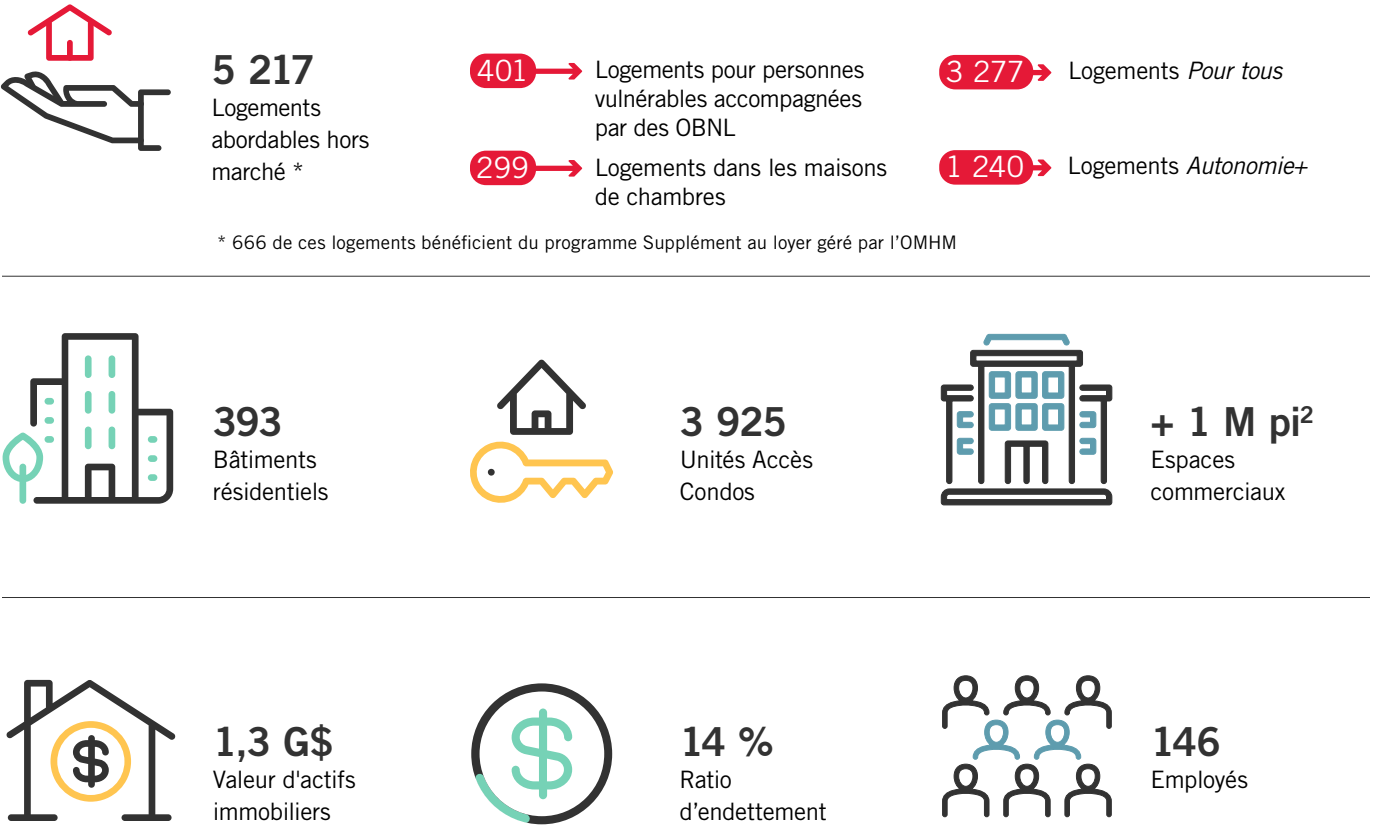 5 217
Logements
abordables hors
marché *
401
Logements pour personnes
vulnérables accompagnées
par des OBNL
299
Logements dans les maisons
de chambres
3 277
Logements Pour tous
1 240
Logements Autonomie+
* 666 de ces logements bénéficient du programme Supplément au loyer géré par l’OMHM
393
Bâtiments
résidentiels
3 925
Unités Accès
Condos
+ 1 M pi²
Espaces
commerciaux
$
1,3 G$
Valeur d'actifs
immobiliers
$
14 %
Ratio
d’endettement
146
Employés